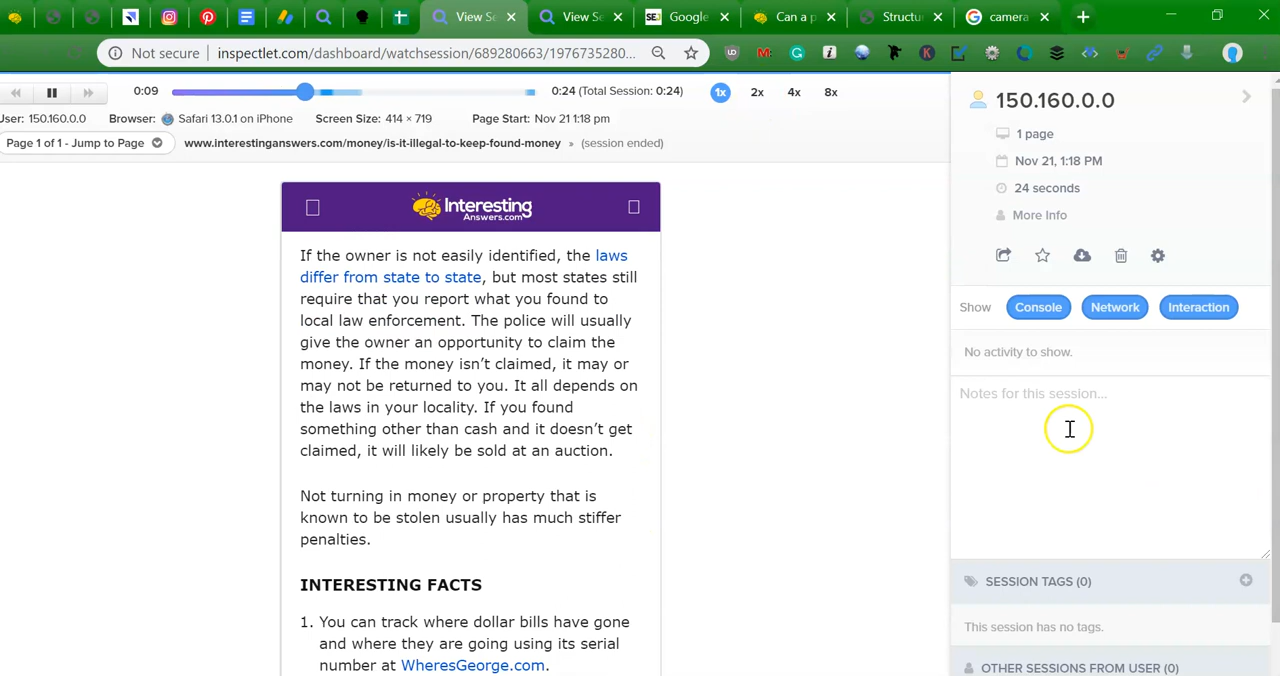 View Se
View Se
SEJ
Google
Can a p
Structu
camera
Not secure
inspectlet.com/dashboard/watchsession/689280663/1976735280...
0:09
0:24 (Total Session: 0:24)
1x
2x
4x
8x
User: 150.160.0.0
Browser:
Safari 13.0.1 on iPhone
Screen Size: 414 × 719
Page Start: Nov 21 1:18 pm
Page 1 of 1 - Jump to Page
www.interestinganswers.com/money/is-it-illegal-to-keep-found-money
» (session ended)
Interesting
Answers.com
If the owner is not easily identified, the laws
differ from state to state, but most states still
require that you report what you found to
local law enforcement. The police will usually
give the owner an opportunity to claim the
money. If the money isn't claimed, it may or
may not be returned to you. It all depends on
the laws in your locality. If you found
something other than cash and it doesn't get
claimed, it will likely be sold at an auction.
Not turning in money or property that is
known to be stolen usually has much stiffer
penalties.
INTERESTING FACTS
1. You can track where dollar bills have gone
and where they are going using its serial
number at WheresGeorge.com.
150.160.0.0
1 page
Nov 21, 1:18 PM
24 seconds
More Info
Show
Console
Network
Interaction
No activity to show.
Notes for this session...
SESSION TAGS (0)
This session has no tags.
OTHER SESSIONS FROM USER (0)